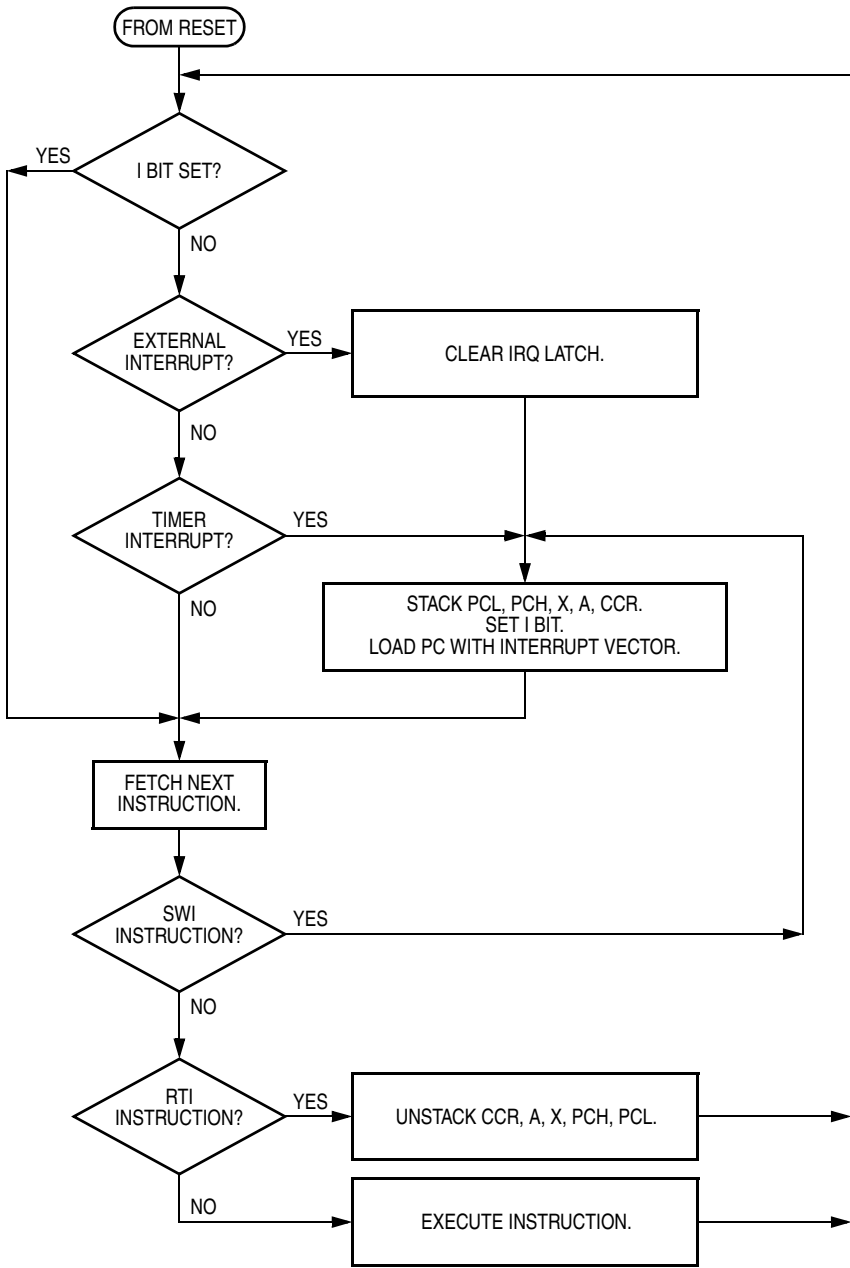 FROM RESET
YES
I BIT SET?
NO
EXTERNAL
INTERRUPT?
YES
CLEAR IRQ LATCH.
NO
TIMER
INTERRUPT?
YES
NO
STACK PCL, PCH, X, A, CCR.
SET I BIT.
LOAD PC WITH INTERRUPT VECTOR.
FETCH NEXT
INSTRUCTION.
SWI
INSTRUCTION?
YES
NO
RTI
INSTRUCTION?
YES
UNSTACK CCR, A, X, PCH, PCL.
NO
EXECUTE INSTRUCTION.